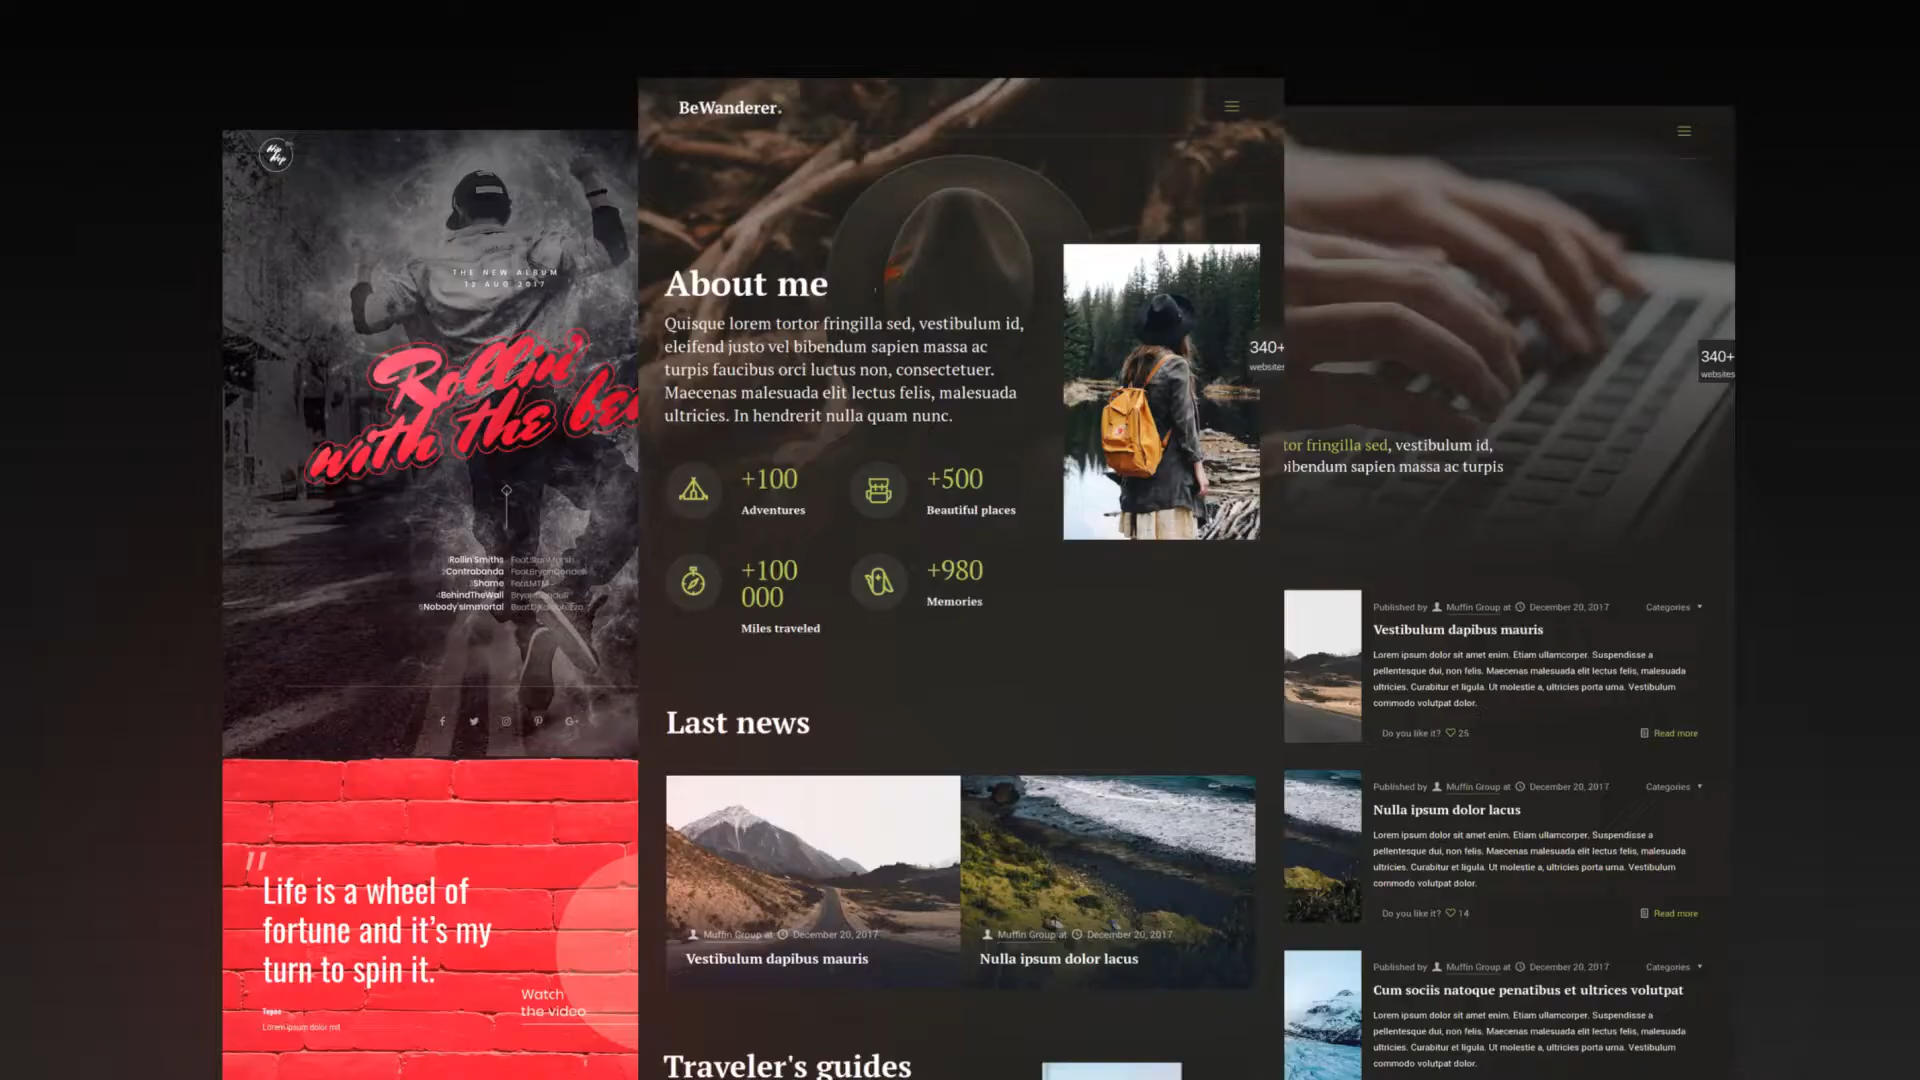 Hip
Hop
THE NEW ALBUM
12 AUG 2017
Rollin'
with the bea
Rollin'Smiths
Contrabanda
Shame
BehindTheWall
Nobody'sImmortal
Life is a wheel of
fortune and it's my
turn to spin it.
Tupac
Lorem ipsum dolor mit
Watch
the video
BeWanderer.
About me
Quisque lorem tortor fringilla sed, vestibulum id,
eleifend justo vel bibendum sapien massa ac
turpis faucibus orci luctus non, consectetuer.
Maecenas malesuada elit lectus felis, malesuada
ultricies. In hendrerit nulla quam nunc.
340+
websites
+100
Adventures
+500
Beautiful places
+100
000
Miles traveled
+980
Memories
Last news
Muffin Group at December 20, 2017
Vestibulum dapibus mauris
Muffin Group at December 20, 2017
Nulla ipsum dolor lacus
Traveler's guides
340+
websites
tor fringilla sed, vestibulum id,
bibendum sapien massa ac turpis
Published by Muffin Group at December 20, 2017 Categories
Vestibulum dapibus mauris
Lorem ipsum dolor sit amet enim. Etiam ullamcorper. Suspendisse a
pellentesque dui, non felis. Maecenas malesuada elit lectus felis, malesuada
ultricies. Curabitur et ligula. Ut molestie a, ultricies porta urna. Vestibulum
commodo volutpat dolor.
Do you like it? 25 Read more
Published by Muffin Group at December 20, 2017 Categories
Nulla ipsum dolor lacus
Lorem ipsum dolor sit amet enim. Etiam ullamcorper. Suspendisse a
pellentesque dui, non felis. Maecenas malesuada elit lectus felis, malesuada
ultricies. Curabitur et ligula. Ut molestie a, ultricies porta urna. Vestibulum
commodo volutpat dolor.
Do you like it? 14 Read more
Published by Muffin Group at December 20, 2017 Categories
Cum sociis natoque penatibus et ultrices volutpat
Lorem ipsum dolor sit amet enim. Etiam ullamcorper. Suspendisse a
pellentesque dui, non felis. Maecenas malesuada elit lectus felis, malesuada
ultricies. Curabitur et ligula. Ut molestie a, ultricies porta urna. Vestibulum
commodo volutpat dolor.